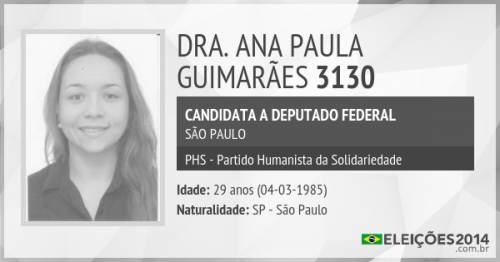 DRA. ANA PAULA
GUIMARÃES 3130
CANDIDATA A DEPUTADO FEDERAL
SÃO PAULO
PHS - Partido Humanista da Solidariedade
Idade: 29 anos (04-03-1985)
Naturalidade: SP - São Paulo
ELEIÇÕES2014
.com.br